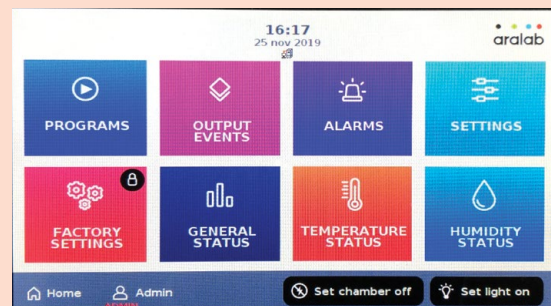 16:17
25 nov 2019
aralab
PROGRAMS
OUTPUT
EVENTS
ALARMS
SETTINGS
FACTORY
SETTINGS
GENERAL
STATUS
TEMPERATURE
STATUS
HUMIDITY
STATUS
Home
Admin
Set chamber off
Set light on